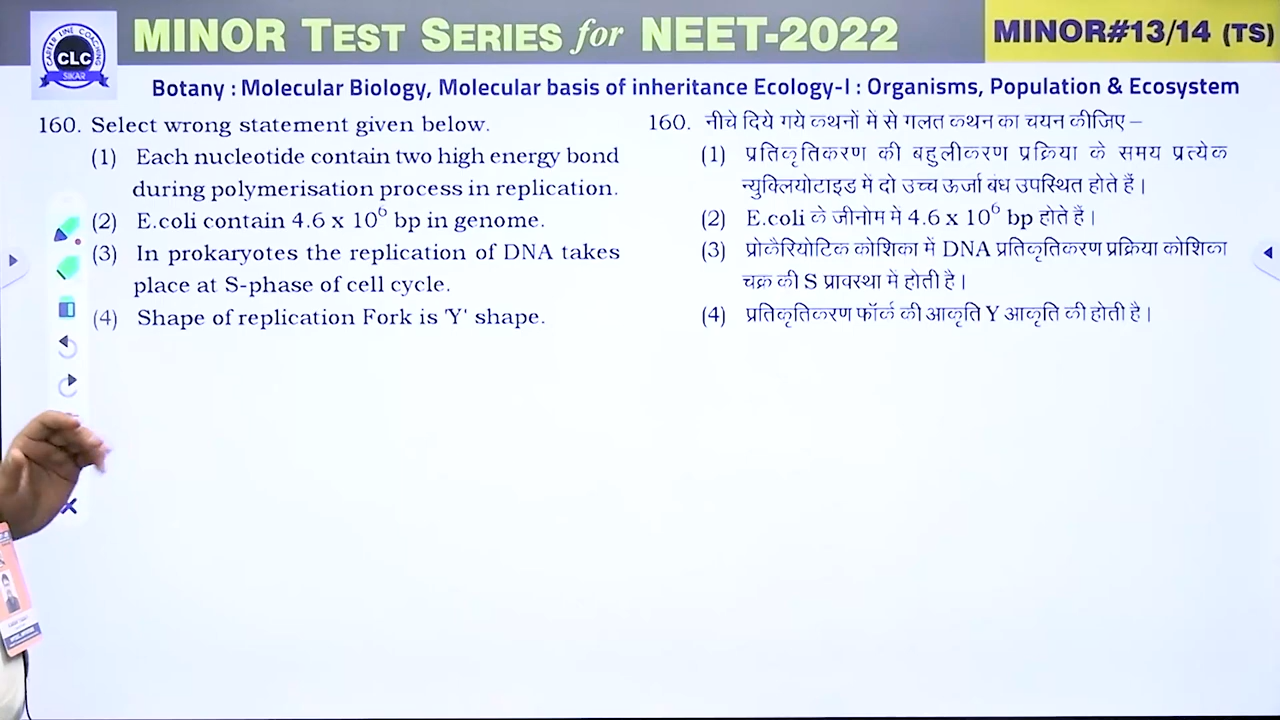 CAREER LINE COACHING
CLC
SIKAR
MINOR TEST SERIES for NEET-2022
MINOR#13/14 (TS)
Botany : Molecular Biology, Molecular basis of inheritance Ecology-I : Organisms, Population & Ecosystem
160. Select wrong statement given below.
(1) Each nucleotide contain two high energy bond
during polymerisation process in replication.
(2) E.coli contain 4.6 x 10⁶ bp in genome.
(3) In prokaryotes the replication of DNA takes
place at S-phase of cell cycle.
(4) Shape of replication Fork is 'Y' shape.
160. नीचे दिये गये कथनों में से गलत कथन का चयन कीजिए –
(1) प्रतिकृतिकरण की बहुलीकरण प्रक्रिया के समय प्रत्येक
न्युक्लियोटाइड में दो उच्च ऊर्जा बंध उपस्थित होते हैं।
(2) E.coli के जीनोम में 4.6 x 10⁶ bp होते हैं।
(3) प्रोकैरियोटिक कोशिका में DNA प्रतिकृतिकरण प्रक्रिया कोशिका
चक्र की S प्रावस्था में होती है।
(4) प्रतिकृतिकरण फॉर्क की आकृति Y आकृति की होती है।